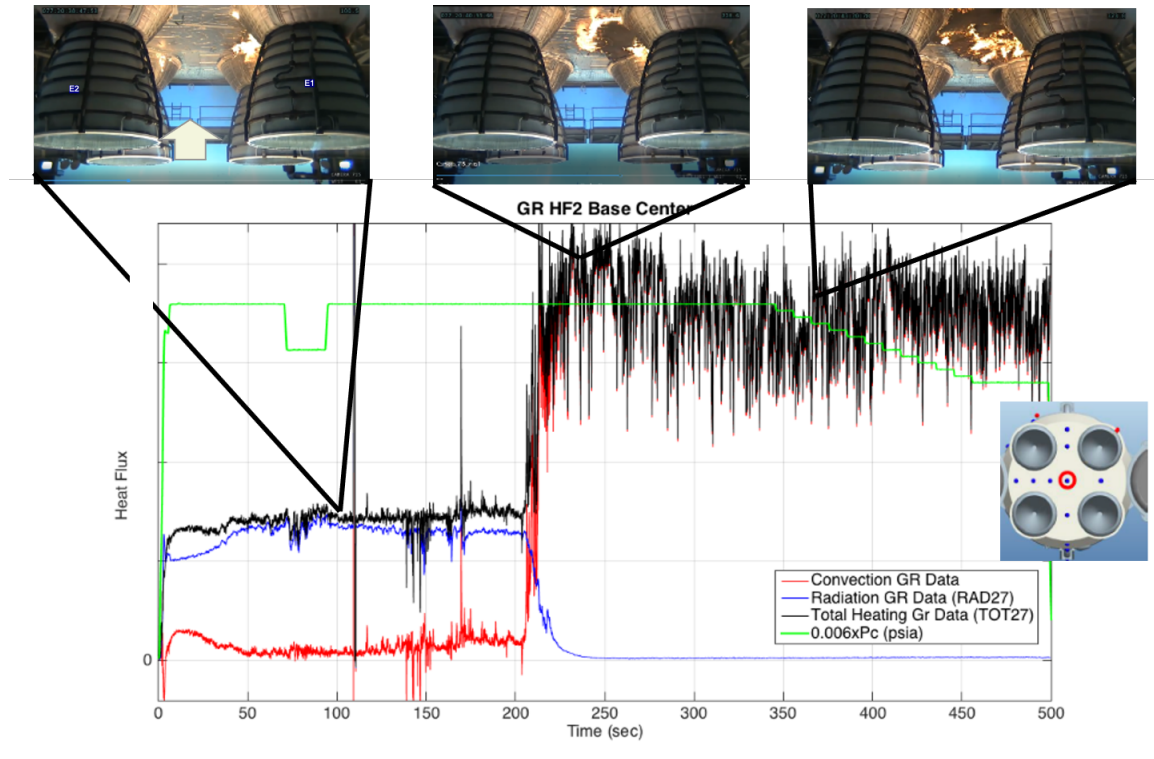 E2
E1
GR HF2 Base Center
Heat Flux
0
0
50
100
150
200
250
300
350
400
450
500
Time (sec)
Convection GR Data
Radiation GR Data (RAD27)
Total Heating Gr Data (TOT27)
0.006xPc (psia)